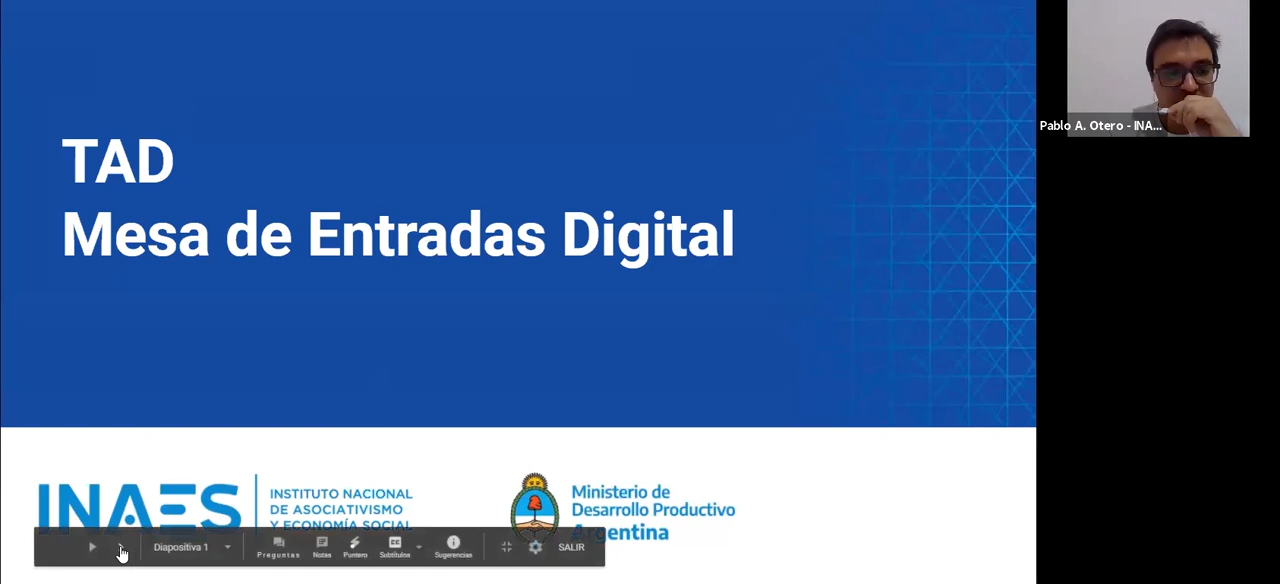 TAD
Mesa de Entradas Digital
Pablo A. Otero - INA...
INAES
INSTITUTO NACIONAL
DE ASOCIATIVISMO
Y ECONOMÍA SOCIAL
Ministerio de
Desarrollo Productivo
Argentina
Diapositiva 1
Preguntas
Notas
Puntero
Subtítulos
Sugerencias
SALIR